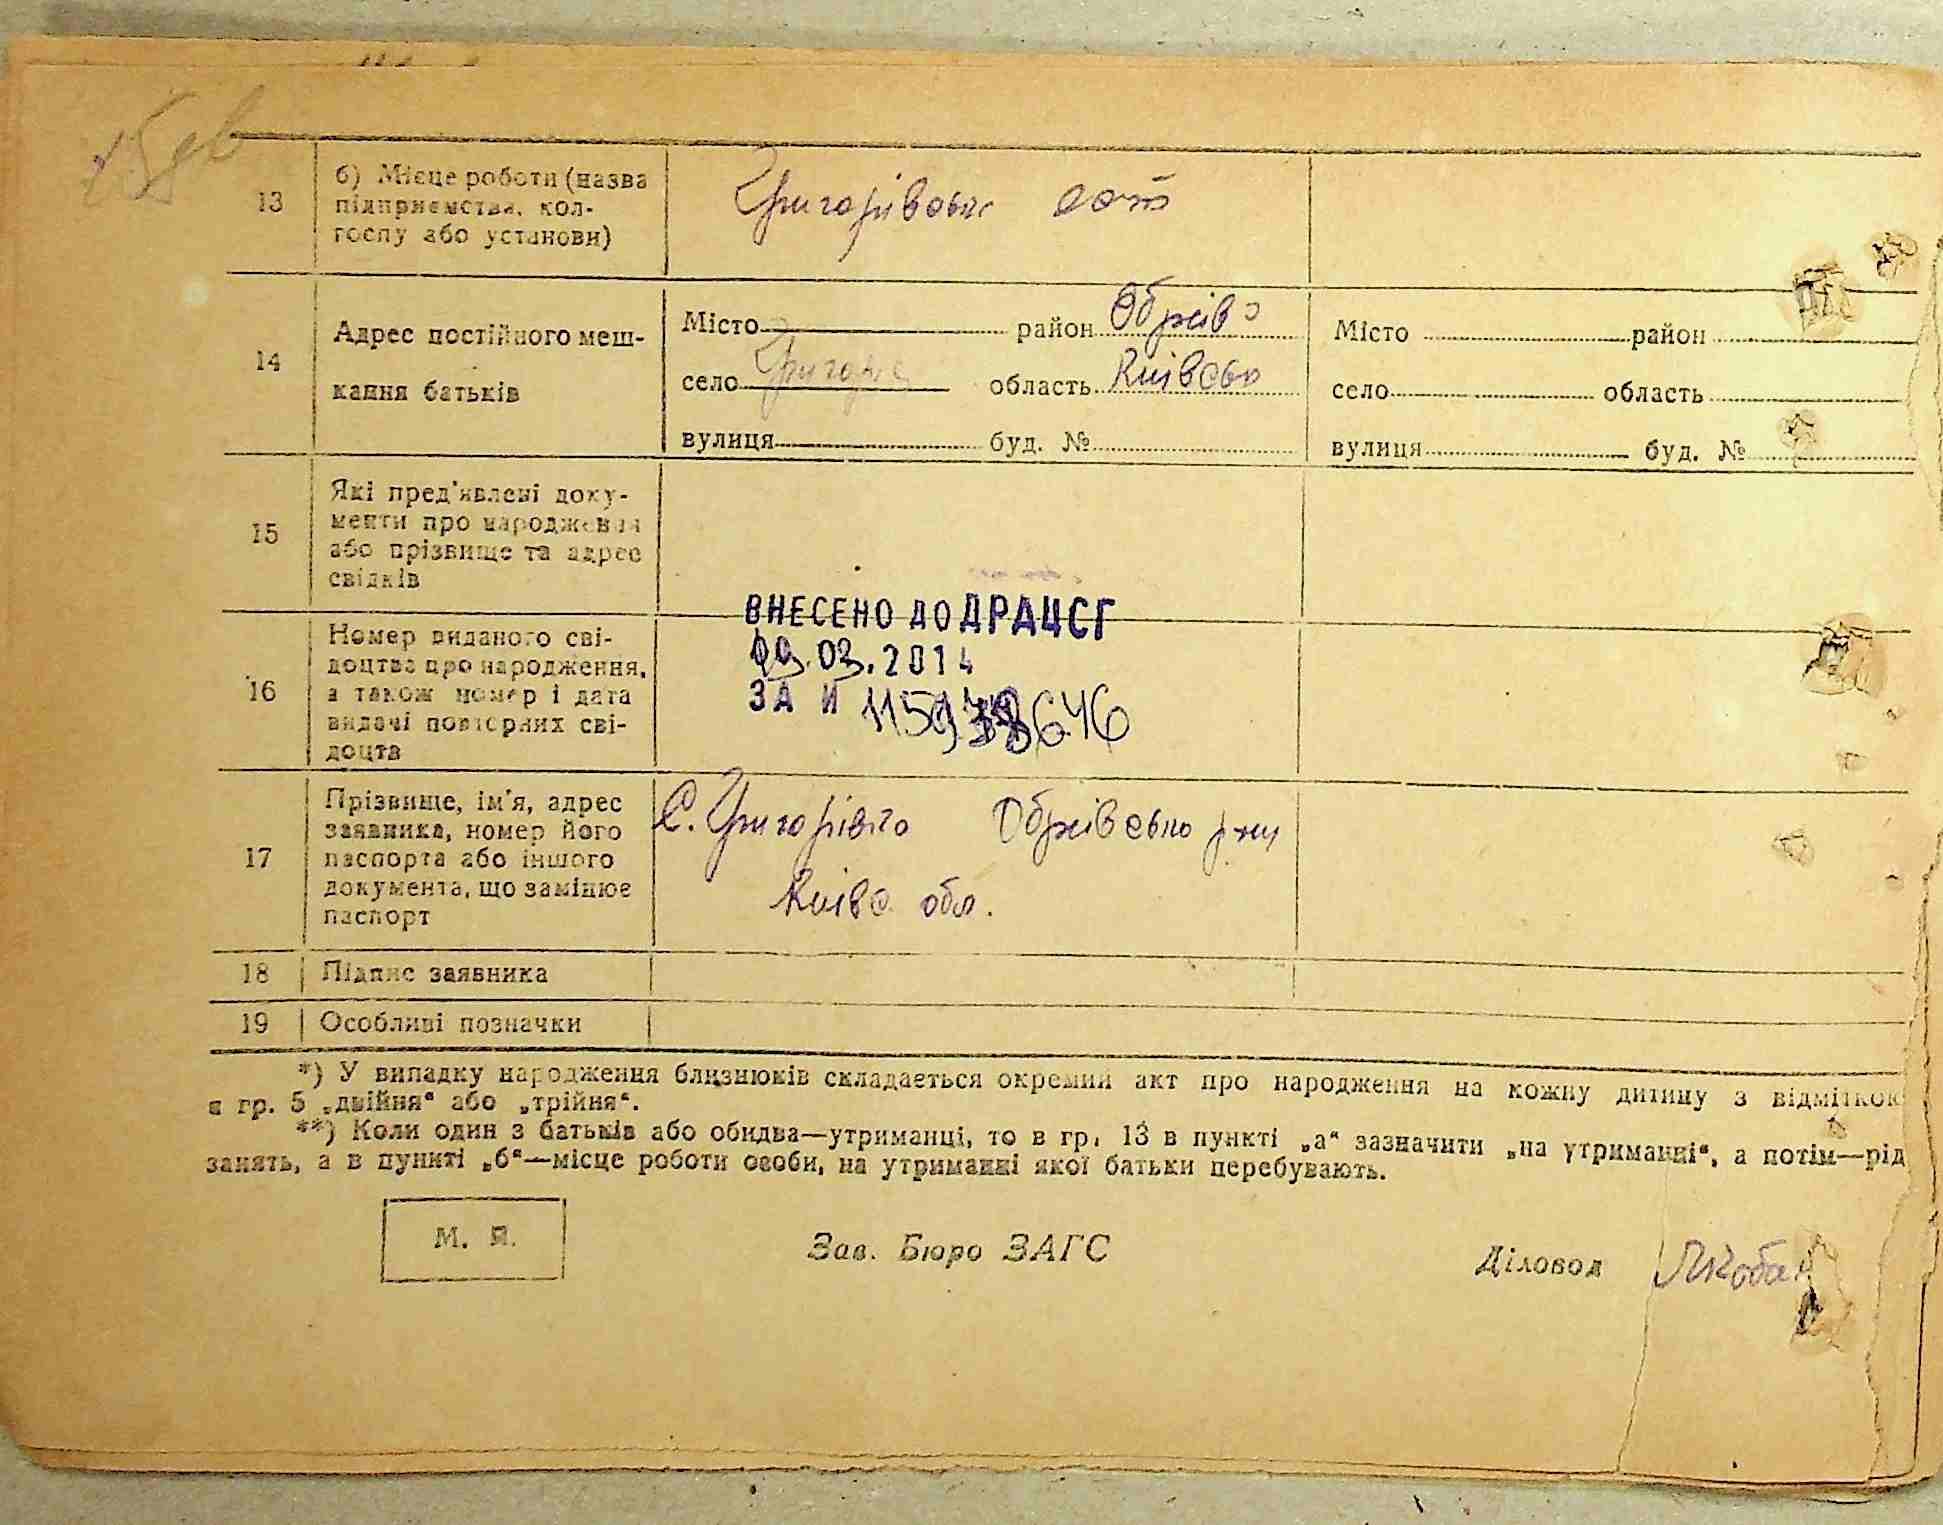 13
б) Місце роботи (назва
підприємства, кол-
госпу або установи)
14
Адрес постійного меш-
кання батьків
Місто район Обухів
село Григорів область Київсько
вулиця буд. №
Місто район
село область
вулиця буд. №
15
Які пред'явлені доку-
менти про народження
або прізвище та адрес
свідків
ВНЕСЕНО ДО ДРАЦСГ
03.2014
ЗА И
16
Номер виданого сві-
доцтва про народження,
а також номер і дата
видачі повторних сві-
доцтв
17
Прізвище, ім'я, адрес
заявника, номер його
паспорта або іншого
документа, що замінює
паспорт
с. Григорівка
обл.
18
Підпис заявника
19
Особливі позначки
*) У випадку народження близнюків складається окремий акт про народження на кожну дитину з відміткою
в гр. 5 „двійня“ або „трійня“.
**) Коли один з батьків або обидва—утриманці, то в гр. 13 в пункті „а“ зазначити „на утриманні“, а потім—рід
занять, а в пункті „б“—місце роботи особи, на утриманні якої батьки перебувають.
М. П.
Зав. Бюро ЗАГС
Діловод